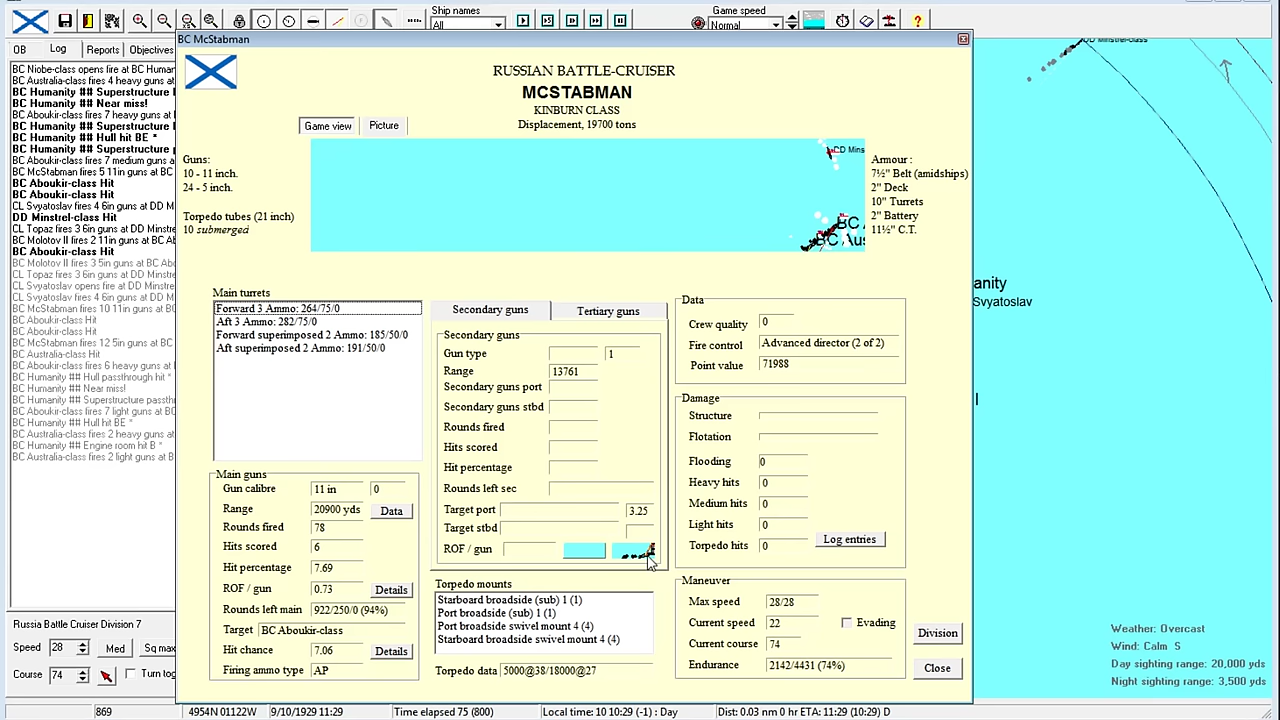 Ship names
All
Game speed
Normal
OB
Log
Reports
Objectives
BC Niobe-class opens fire at BC Huma
BC Australia-class fires 4 heavy guns at
BC Humanity ## Superstructure
BC Humanity ## Near miss!
BC Aboukir-class fires 7 heavy guns at
BC Humanity ## Superstructure
BC Humanity ## Hull hit BE *
BC Humanity ## Superstructure
BC Aboukir-class fires 7 medium guns at
BC McStabman fires 5 11in guns at BC
BC Aboukir-class Hit
BC Aboukir-class Hit
CL Svyatoslav fires 4 6in guns at DD M
DD Minstrel-class Hit
CL Topaz fires 3 6in guns at DD Minstre
BC Molotov II fires 2 11in guns at BC Ab
BC Aboukir-class Hit
BC Molotov II fires 3 5in guns at BC Abo
CL Topaz fires 3 6in guns at DD Minstre
CL Svyatoslav opens fire at DD Minstre
CL Svyatoslav fires 4 6in guns at DD M
BC McStabman fires 10 11in guns at BC
BC Aboukir-class Hit
BC Aboukir-class Hit
BC McStabman fires 12 5in guns at BC
BC Australia-class Hit
BC Aboukir-class fires 6 heavy guns at
BC Humanity ## Hull passthrough hit *
BC Humanity ## Near miss!
BC Humanity ## Superstructure passth
BC Aboukir-class fires 7 light guns at BC
BC Humanity ## Hull hit BE *
BC Australia-class fires 2 heavy guns at
BC Humanity ## Engine room hit B *
BC Australia-class fires 2 light guns at B
Russia Battle Cruiser Division 7
Speed 28 Med Sq max
Course 74 Turn tog
BC McStabman
RUSSIAN BATTLE-CRUISER
MCSTABMAN
KINBURN CLASS
Displacement, 19700 tons
Game view
Picture
Guns:
10 - 11 inch.
24 - 5 inch.
Torpedo tubes (21 inch)
10 submerged
DD Mins
BC A
BC Aus
Armour :
7½" Belt (amidships)
2" Deck
10" Turrets
2" Battery
11½" C.T.
Main turrets
Forward 3 Ammo: 264/75/0
Aft 3 Ammo: 282/75/0
Forward superimposed 2 Ammo: 185/50/0
Aft superimposed 2 Ammo: 191/50/0
Main guns
Gun calibre 11 in 0
Range 20900 yds Data
Rounds fired 78
Hits scored 6
Hit percentage 7.69
ROF / gun 0.73 Details
Rounds left main 922/250/0 (94%)
Target BC Aboukir-class
Hit chance 7.06 Details
Firing ammo type AP
Secondary guns
Tertiary guns
Secondary guns
Gun type 1
Range 13761
Secondary guns port
Secondary guns stbd
Rounds fired
Hits scored
Hit percentage
Rounds left sec
Target port 3.25
Target stbd
ROF / gun
Torpedo mounts
Starboard broadside (sub) 1 (1)
Port broadside (sub) 1 (1)
Port broadside swivel mount 4 (4)
Starboard broadside swivel mount 4 (4)
Torpedo data 5000@38/18000@27
Data
Crew quality 0
Fire control Advanced director (2 of 2)
Point value 71988
Damage
Structure
Flotation
Flooding 0
Heavy hits 0
Medium hits 0
Light hits 0
Torpedo hits 0
Log entries
Maneuver
Max speed 28/28
Current speed 22
Evading
Current course 74
Endurance 2142/4431 (74%)
Division
Close
DD Minstrel-class
anity
Svyatoslav
Weather: Overcast
Wind: Calm S
Day sighting range: 20,000 yds
Night sighting range: 3,500 yds
869
4954N 01122W
9/10/1929 11:29
Time elapsed 75 (800)
Local time: 10 10:29 (-1) : Day
Dist: 0.03 nm 0 hr ETA: 11:29 (10:29) D